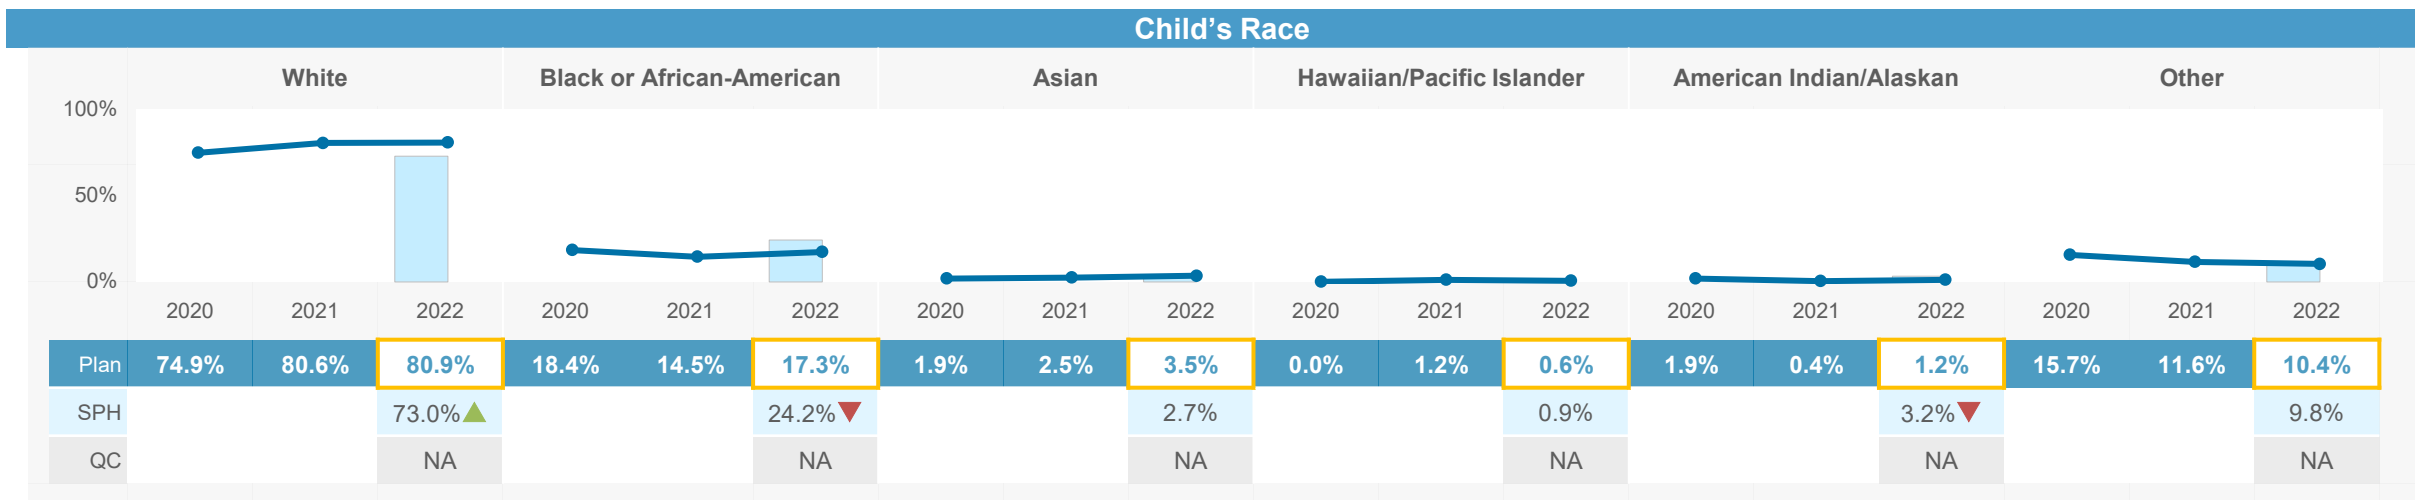 Child’s Race
White Black or African-American Asian Hawaiian/Pacific Islander American Indian/Alaskan Other
100%
50%
0%
2020 2021 2022 2020 2021 2022 2020 2021 2022 2020 2021 2022 2020 2021 2022 2020 2021 2022
Plan 74.9% 80.6% 80.9% 18.4% 14.5% 17.3% 1.9% 2.5% 3.5% 0.0% 1.2% 0.6% 1.9% 0.4% 1.2% 15.7% 11.6% 10.4%
SPH 73.0% 24.2% 2.7% 0.9% 3.2% 9.8%
QC NA NA NA NA NA NA